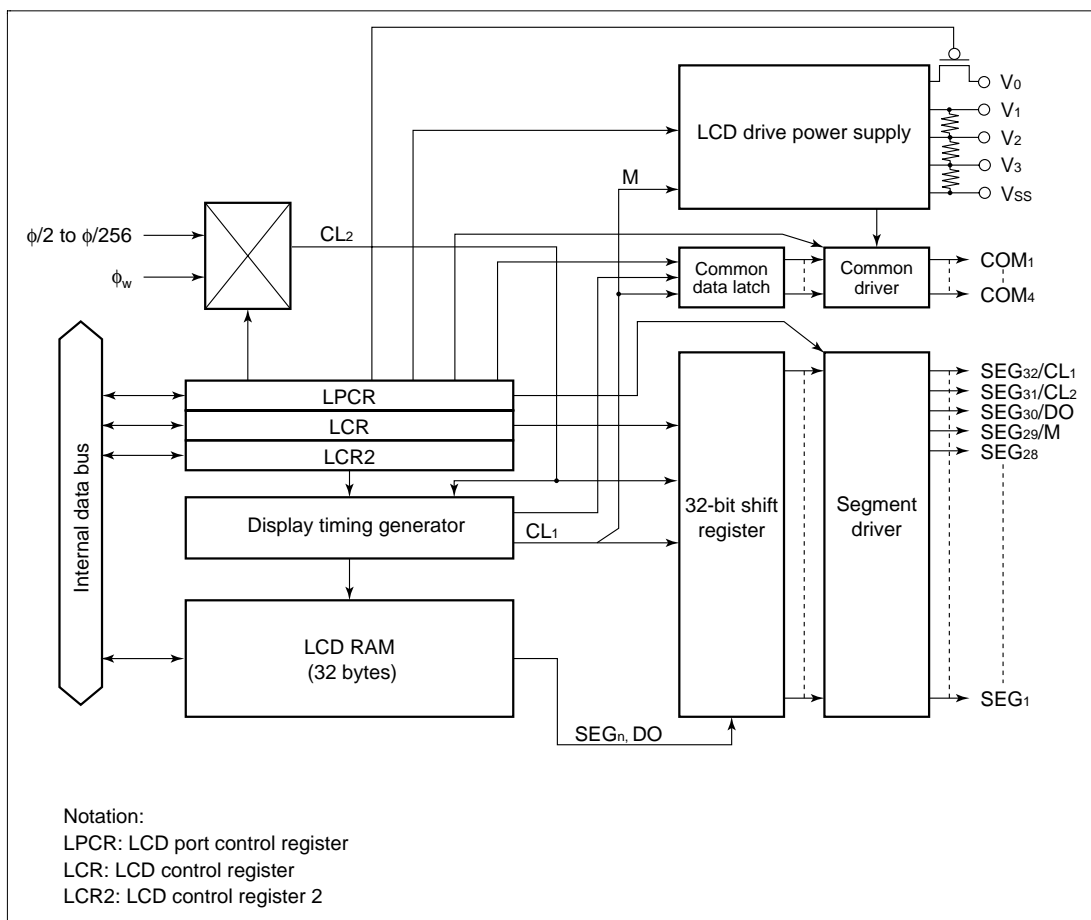 V0
V1
LCD drive power supply
V2
V3
M
VSS
ϕ/2 to ϕ/256
CL2
ϕw
Common
data latch
Common
driver
COM1
COM4
Internal data bus
LPCR
LCR
LCR2
Display timing generator
CL1
32-bit shift
register
Segment
driver
SEG32/CL1
SEG31/CL2
SEG30/DO
SEG29/M
SEG28
LCD RAM
(32 bytes)
SEGn, DO
SEG1
Notation:
LPCR: LCD port control register
LCR: LCD control register
LCR2: LCD control register 2